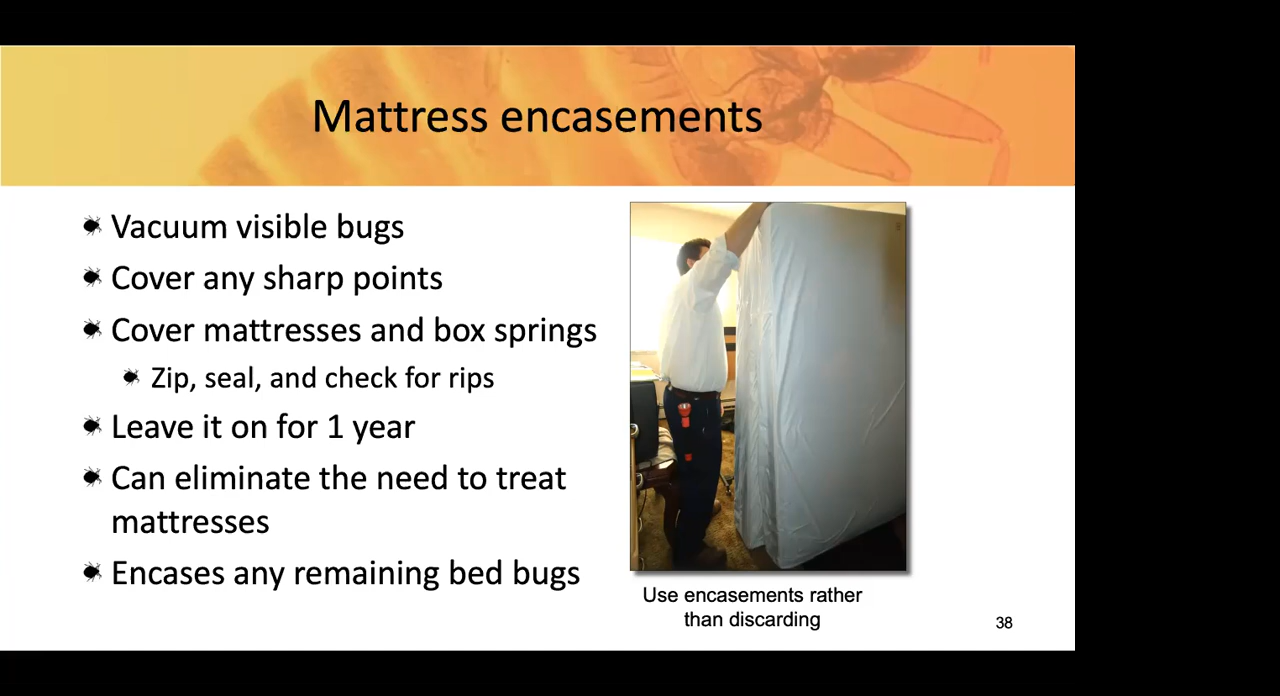 Mattress encasements
Vacuum visible bugs
Cover any sharp points
Cover mattresses and box springs
Zip, seal, and check for rips
Leave it on for 1 year
Can eliminate the need to treat
mattresses
Encases any remaining bed bugs
Use encasements rather
than discarding
38